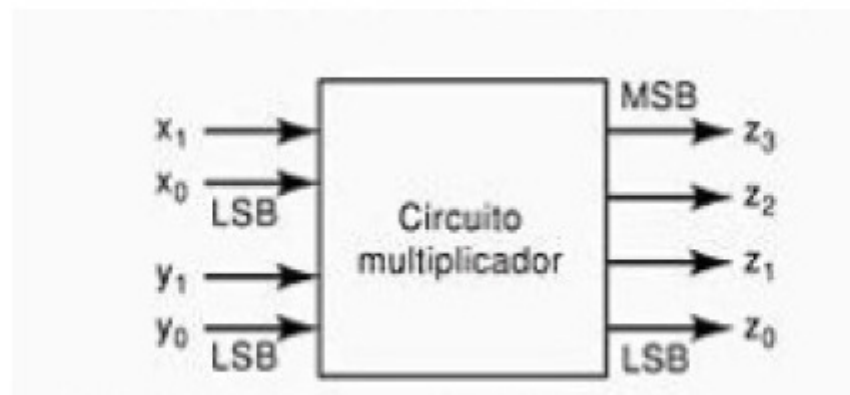 MSB
x₁
z₃
x₀
LSB
z₂
Circuito
multiplicador
y₁
z₁
y₀
LSB
z₀
LSB